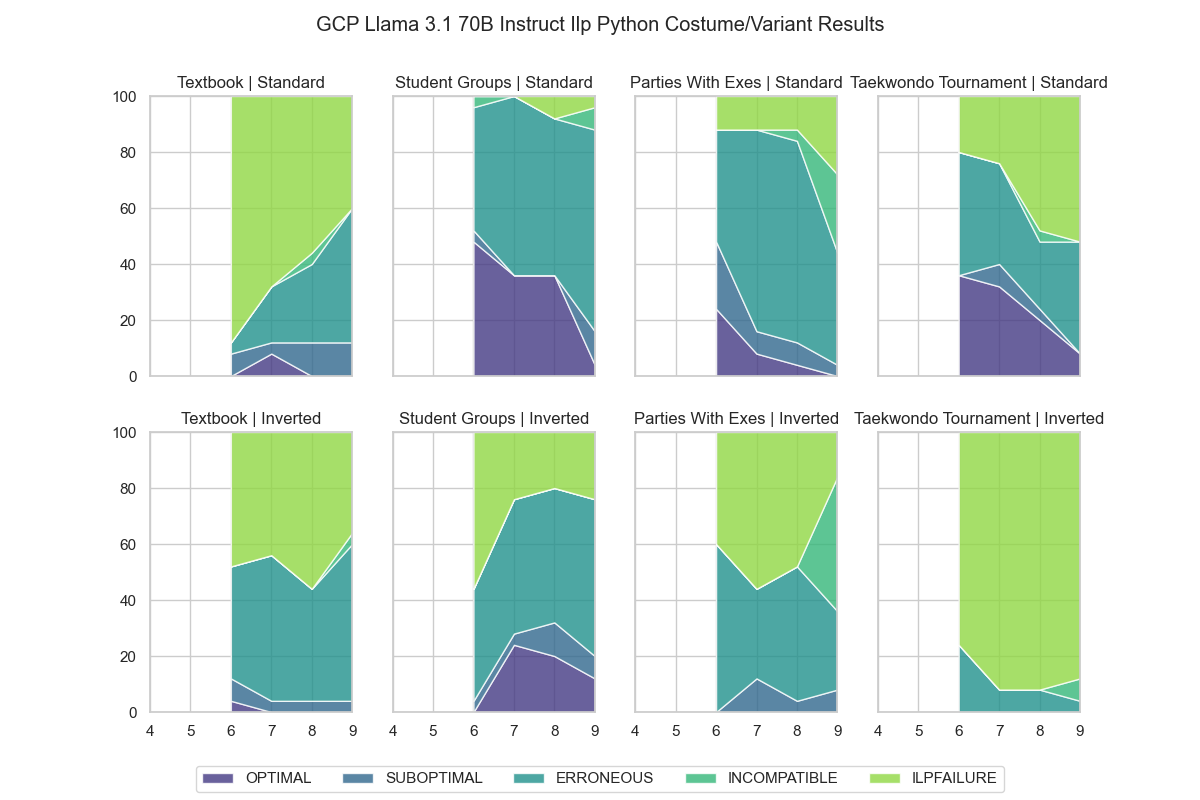 GCP Llama 3.1 70B Instruct Ilp Python Costume/Variant Results
Textbook | Standard
Student Groups | Standard
Parties With Exes | Standard
Taekwondo Tournament | Standard
100
80
60
40
20
0
Textbook | Inverted
Student Groups | Inverted
Parties With Exes | Inverted
Taekwondo Tournament | Inverted
100
80
60
40
20
0
4 5 6 7 8 9
4 5 6 7 8 9
4 5 6 7 8 9
4 5 6 7 8 9
OPTIMAL SUBOPTIMAL ERRONEOUS INCOMPATIBLE ILPFAILURE